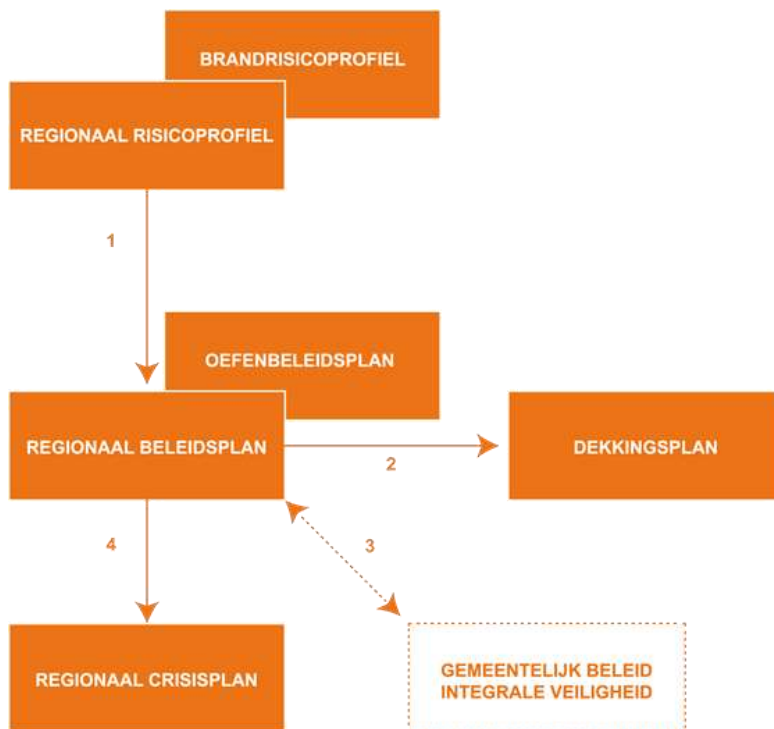 BRANDRISICOPROFIEL
REGIONAAL RISICOPROFIEL
1
OEFENBELEIDSPLAN
REGIONAAL BELEIDSPLAN
2
DEKKINGSPLAN
4
3
REGIONAAL CRISISPLAN
GEMEENTELIJK BELEID
INTEGRALE VEILIGHEID